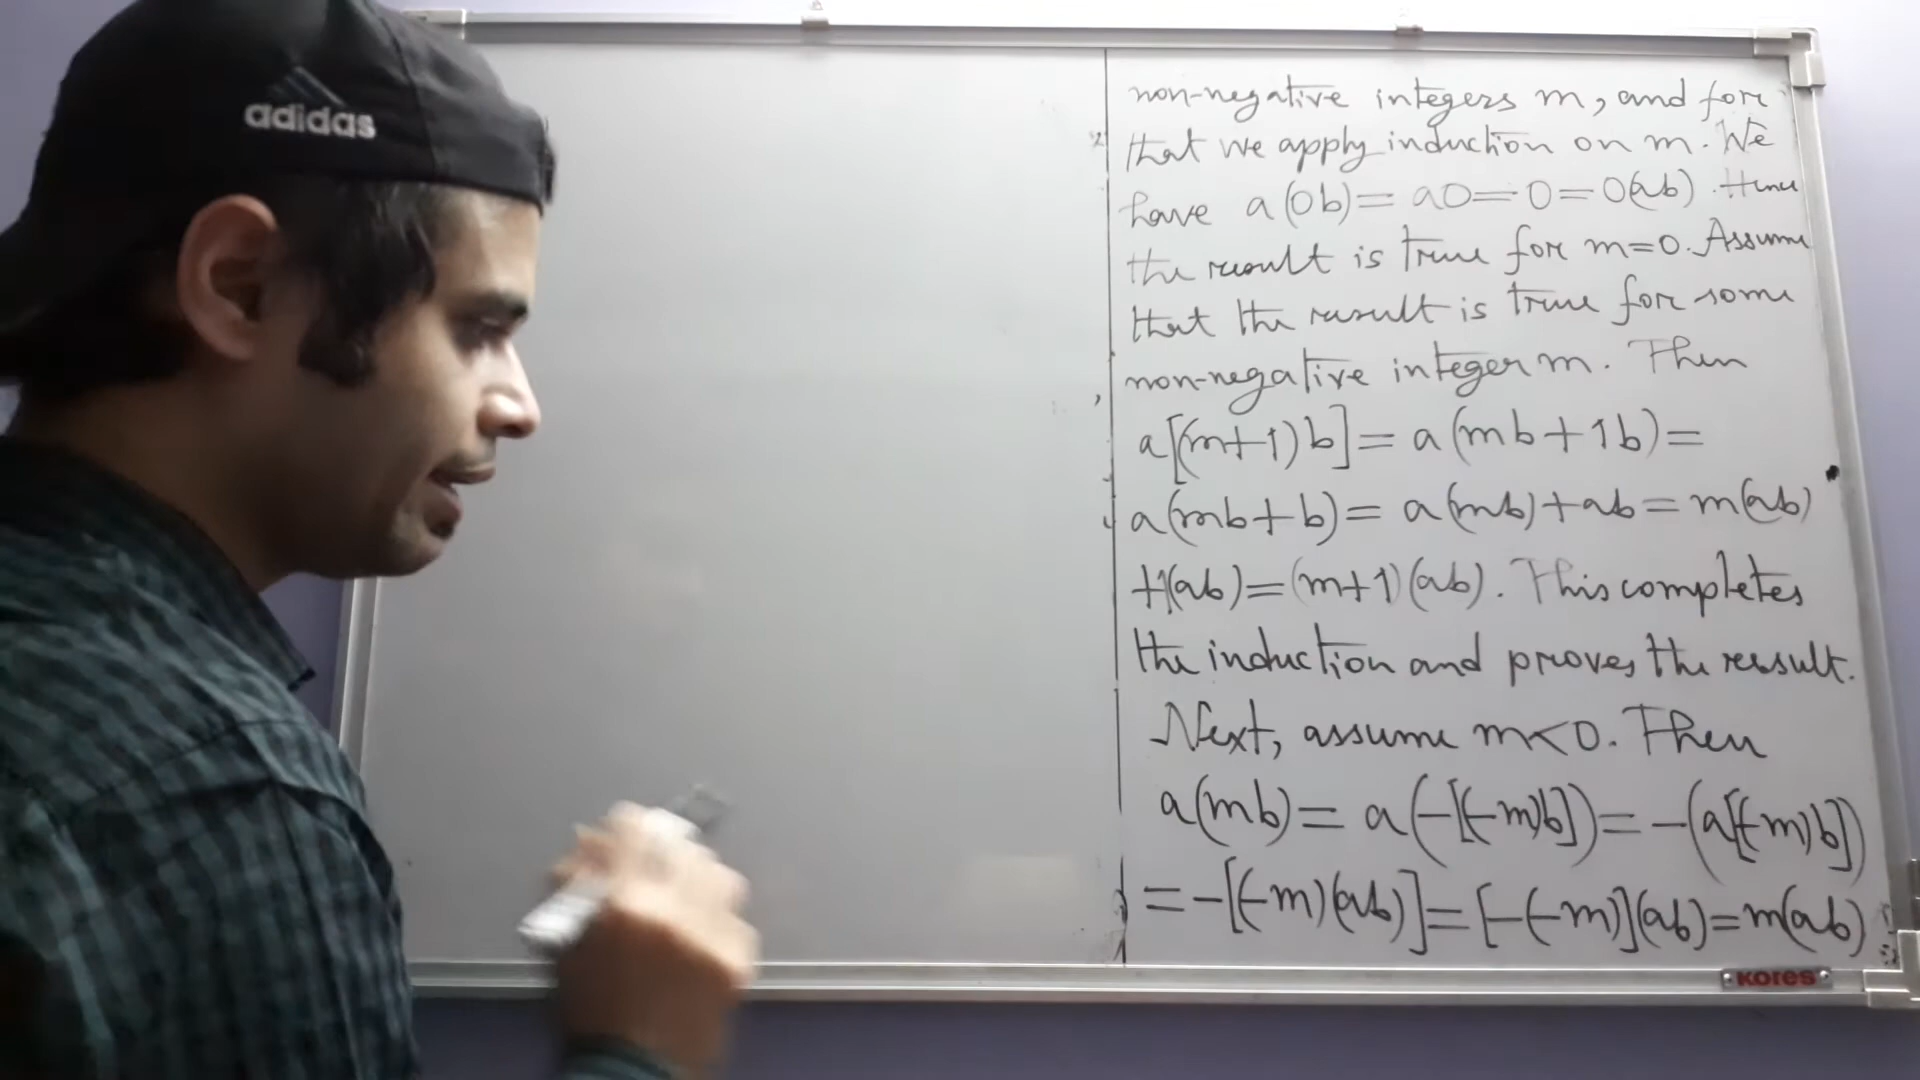 adidas
non-negative integers m, and for
that we apply induction on m. We
have a(0b)=a0=0=0(ab). Hence
the result is true for m=0. Assume
that the result is true for some
non-negative integer m. Then
a[(m+1)b]=a(mb+1b)=
a(mb+b)=a(mb)+ab=m(ab)
+1(ab)=(m+1)(ab). This completes
the induction and proves the result.
Next, assume m<0. Then
a(mb)=a(-[(-m)b])=-(a[(-m)b])
=-[(-m)(ab)]=[-(-m)](ab)=m(ab)
KORES